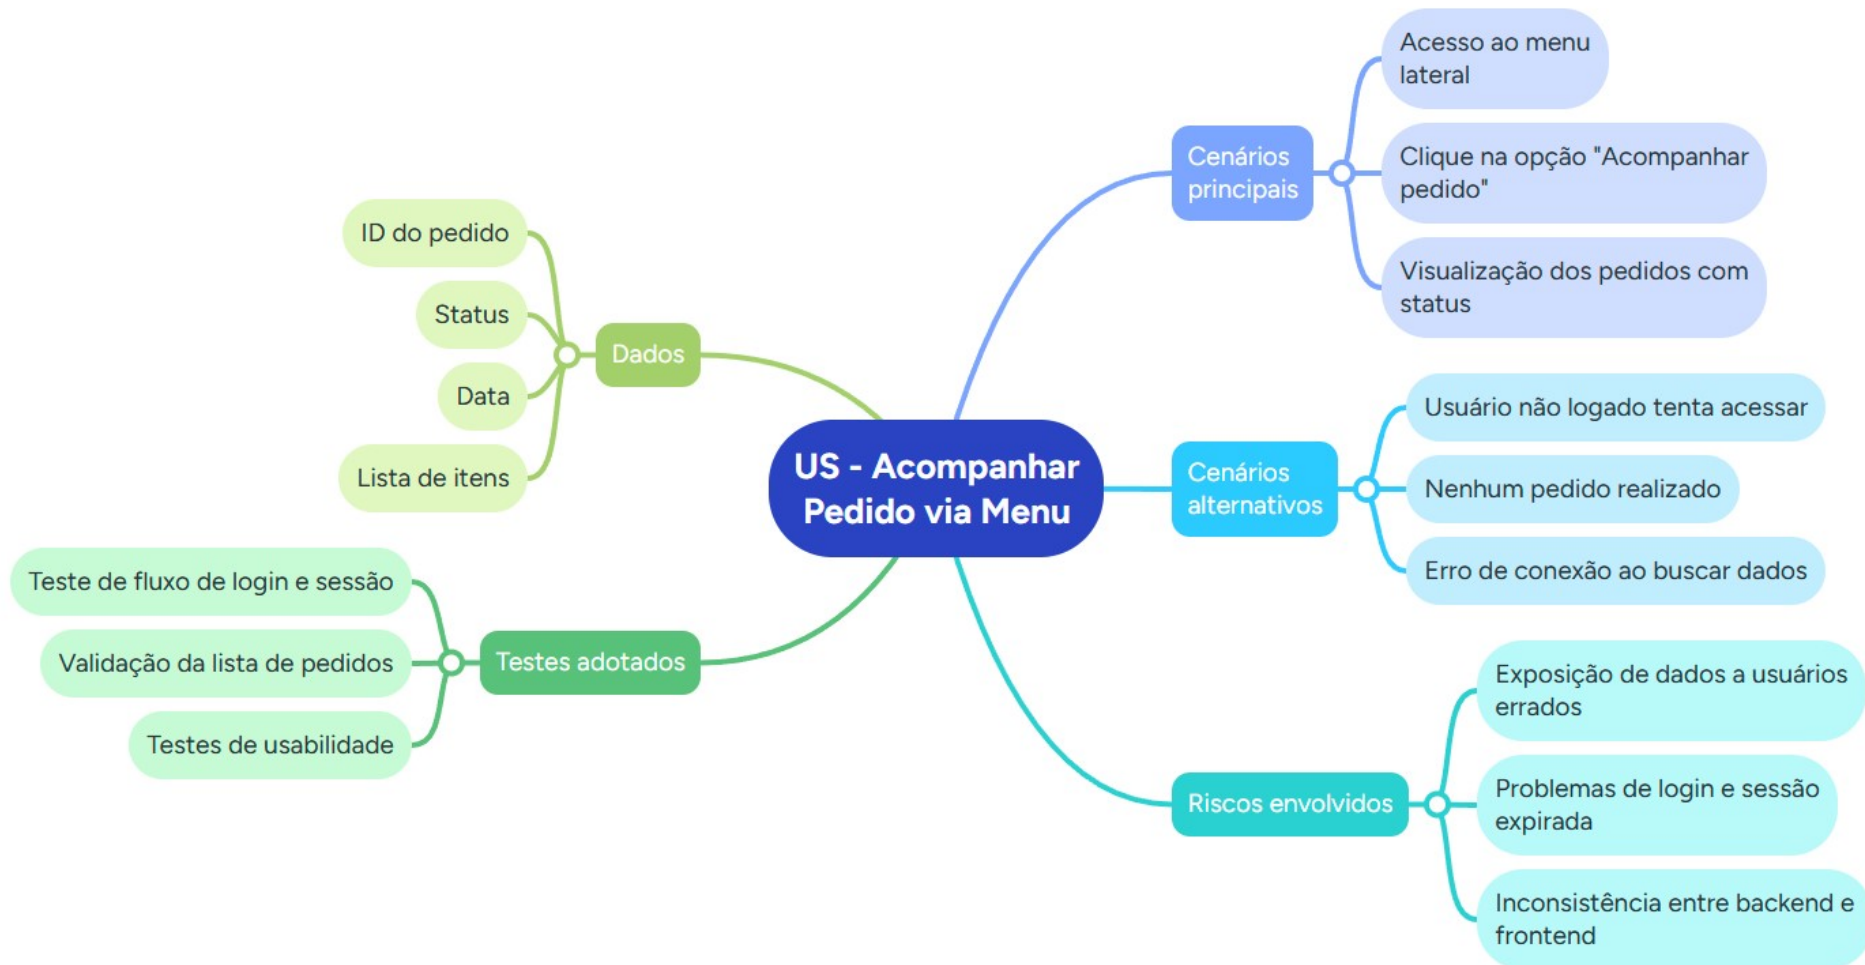 US - Acompanhar
Pedido via Menu
Cenários
principais
Acesso ao menu
lateral
Clique na opção "Acompanhar
pedido"
Visualização dos pedidos com
status
Cenários
alternativos
Usuário não logado tenta acessar
Nenhum pedido realizado
Erro de conexão ao buscar dados
Riscos envolvidos
Exposição de dados a usuários
errados
Problemas de login e sessão
expirada
Inconsistência entre backend e
frontend
Dados
ID do pedido
Status
Data
Lista de itens
Testes adotados
Teste de fluxo de login e sessão
Validação da lista de pedidos
Testes de usabilidade